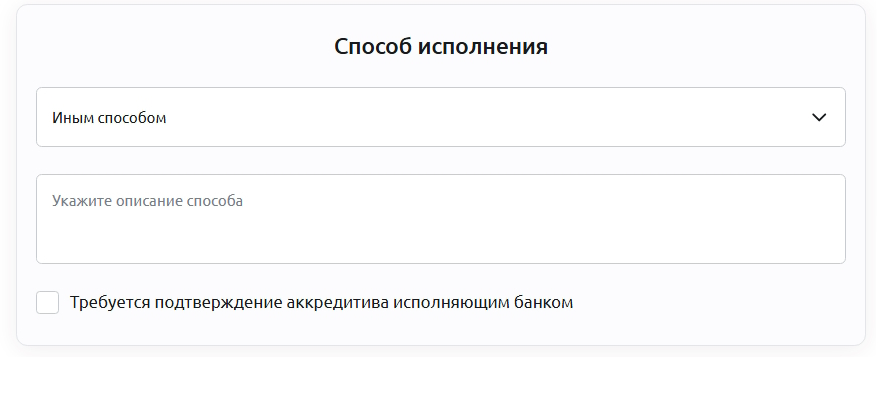 Способ исполнения
Иным способом
Укажите описание способа
Требуется подтверждение аккредитива исполняющим банком